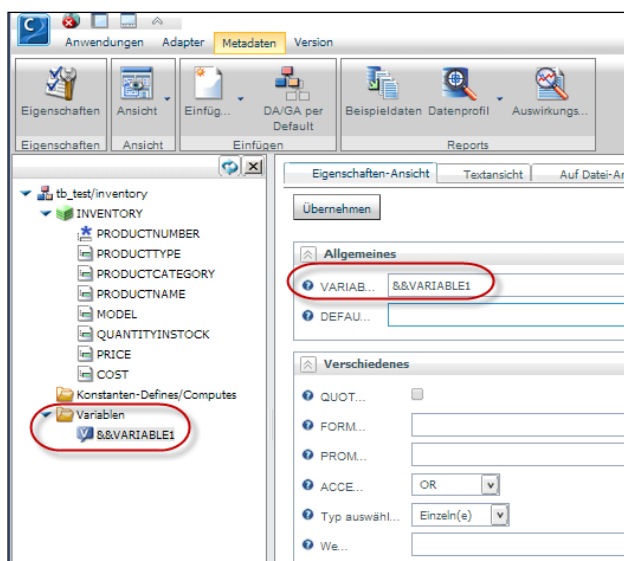 C
Anwendungen Adapter Metadaten Version
Eigenschaften Ansicht Einfüg... DA/GA per Default Beispieldaten Datenprofil Auswirkungs...
Eigenschaften Ansicht Einfügen Reports
tb_test/inventory
INVENTORY
PRODUCTNUMBER
PRODUCTTYPE
PRODUCTCATEGORY
PRODUCTNAME
MODEL
QUANTITYINSTOCK
PRICE
COST
Konstanten-Defines/Computes
Variablen
&&VARIABLE1
Eigenschaften-Ansicht Textansicht Auf Datei-An
Übernehmen
Allgemeines
VARIAB... &&VARIABLE1
DEFAU...
Verschiedenes
QUOT...
FORM...
PROM...
ACCE... OR
Typ auswähl... Einzeln(e)
We...